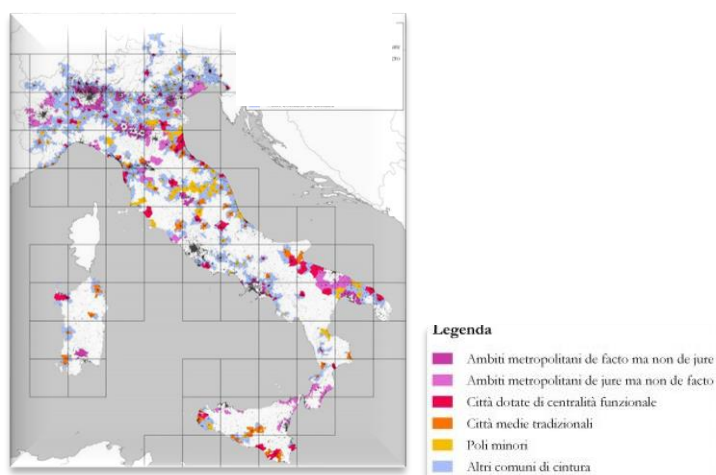 Legenda
Ambiti metropolitani de facto ma non de jure
Ambiti metropolitani de jure ma non de facto
Città dotate di centralità funzionale
Città medie tradizionali
Poli minori
Altri comuni di cintura